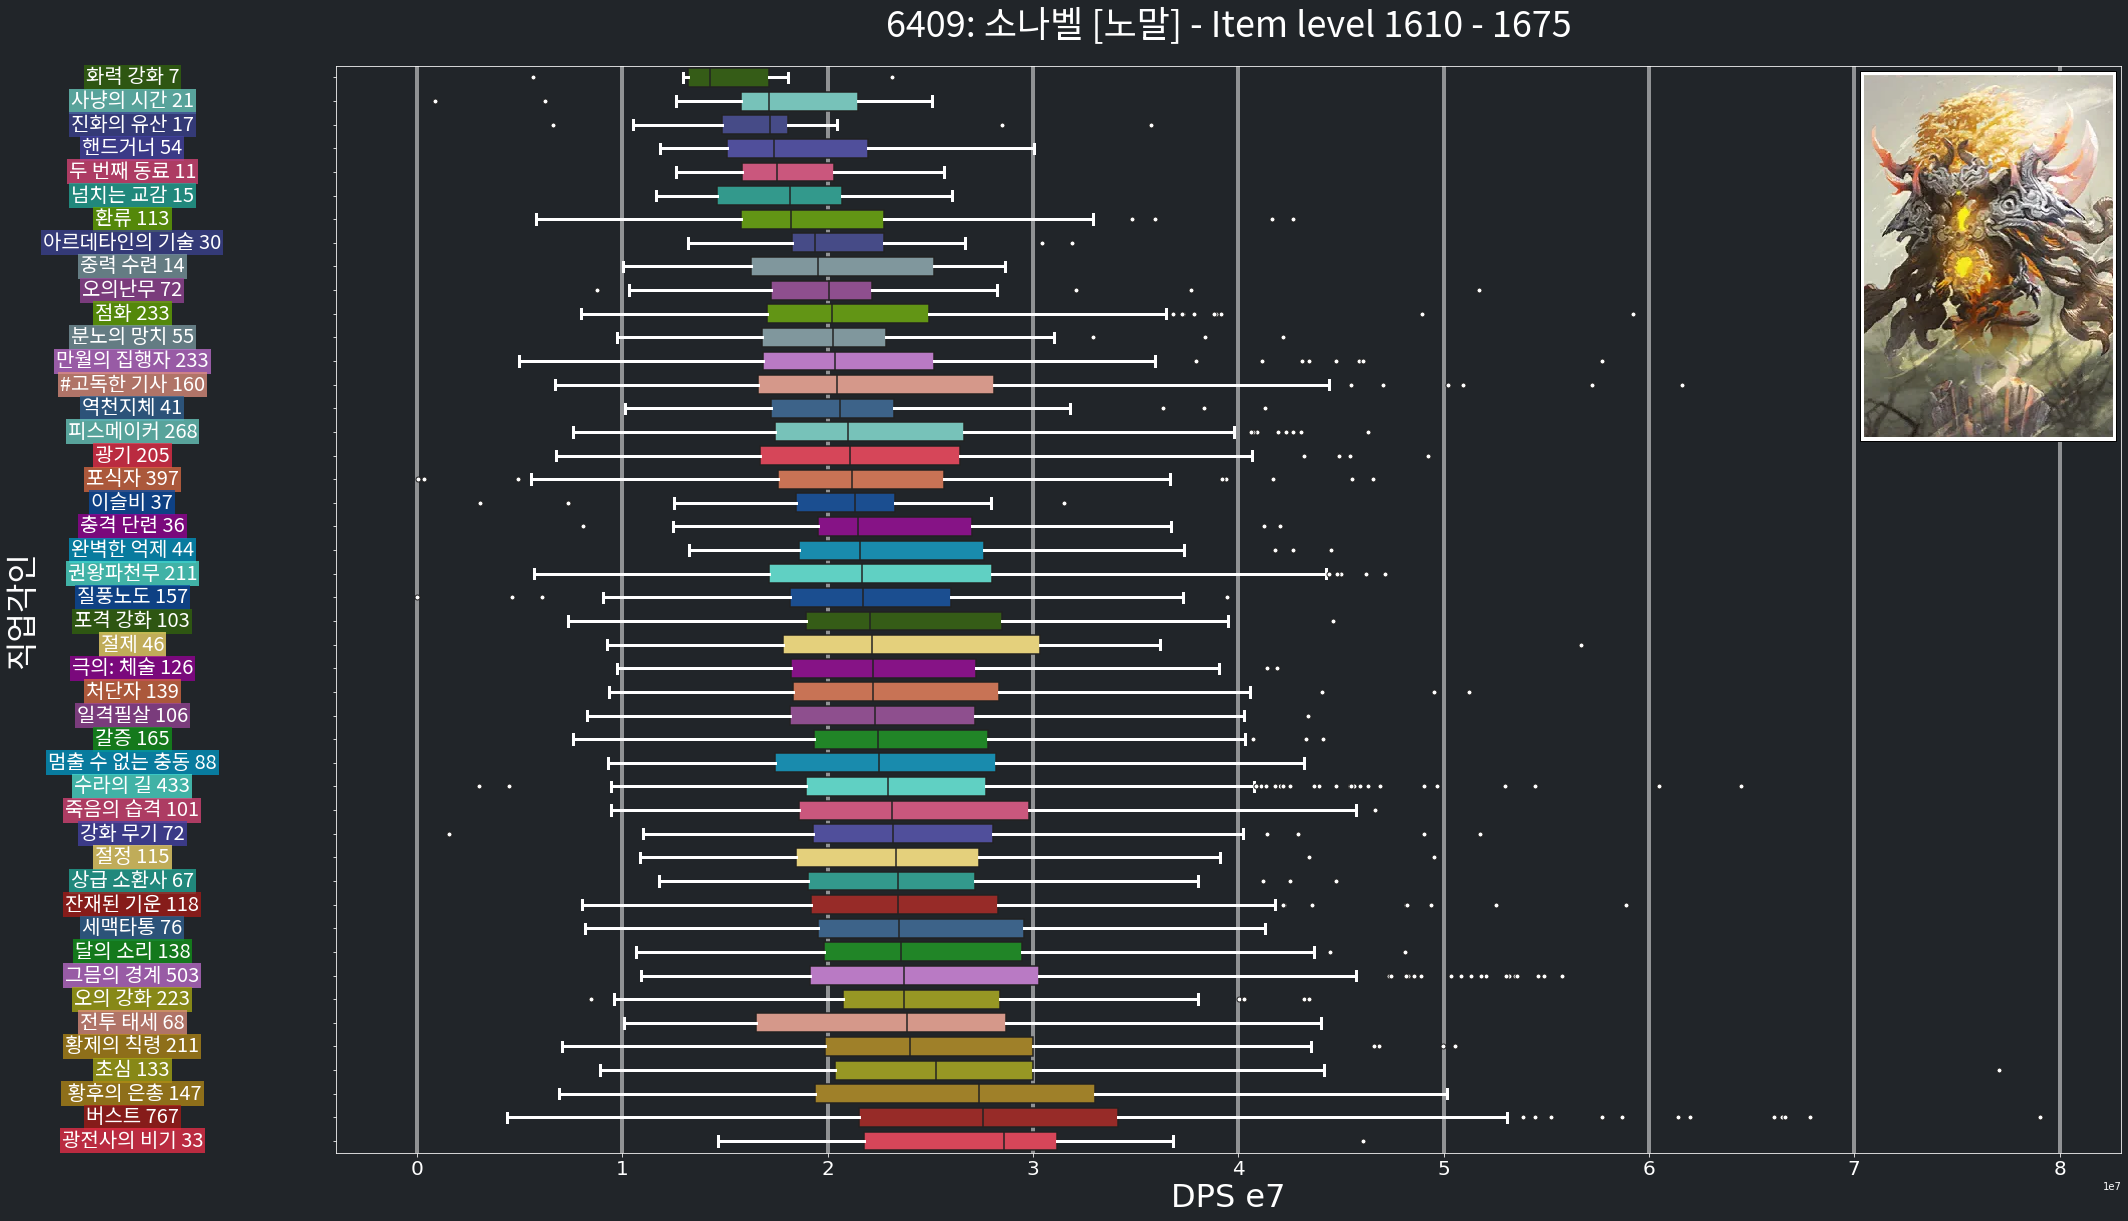 6409: 소나벨 [노말] - Item level 1610 - 1675
화력 강화 7
사냥의 시간 21
진화의 유산 17
핸드거너 54
두 번째 동료 11
넘치는 교감 15
환류 113
아르데타인의 기술 30
중력 수련 14
오의난무 72
점화 233
분노의 망치 55
만월의 집행자 233
#고독한 기사 160
역천지체 41
피스메이커 268
광기 205
포식자 397
이슬비 37
충격 단련 36
완벽한 억제 44
권왕파천무 211
질풍노도 157
포격 강화 103
절제 46
극의: 체술 126
처단자 139
일격필살 106
갈증 165
멈출 수 없는 충동 88
수라의 길 433
죽음의 습격 101
강화 무기 72
절정 115
상급 소환사 67
잔재된 기운 118
세맥타통 76
달의 소리 138
그믐의 경계 503
오의 강화 223
전투 태세 68
황제의 칙령 211
초심 133
황후의 은총 147
버스트 767
광전사의 비기 33
직업각인
0 1 2 3 4 5 6 7 8
1e7
DPS e7